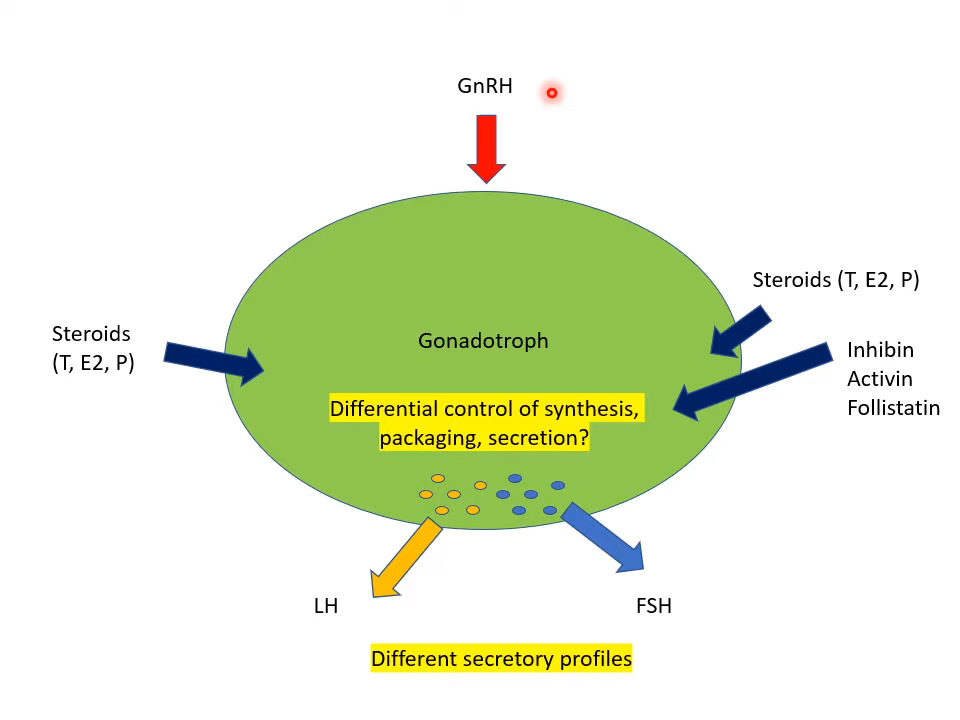 GnRH
Steroids (T, E2, P)
Steroids
(T, E2, P)
Gonadotroph
Inhibin
Activin
Follistatin
Differential control of synthesis,
packaging, secretion?
LH
FSH
Different secretory profiles